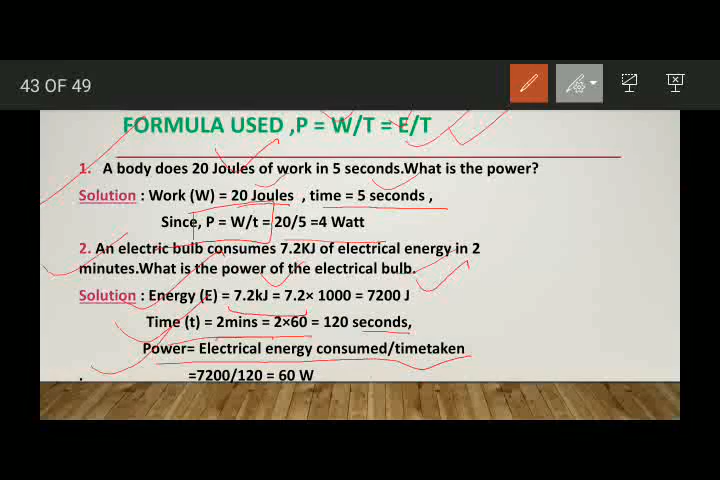 43 OF 49
FORMULA USED ,P = W/T = E/T
1. A body does 20 Joules of work in 5 seconds.What is the power?
Solution : Work (W) = 20 Joules , time = 5 seconds ,
Since, P = W/t = 20/5 =4 Watt
2. An electric bulb consumes 7.2KJ of electrical energy in 2
minutes.What is the power of the electrical bulb.
Solution : Energy (E) = 7.2kJ = 7.2× 1000 = 7200 J
Time (t) = 2mins = 2×60 = 120 seconds,
Power= Electrical energy consumed/timetaken
. =7200/120 = 60 W